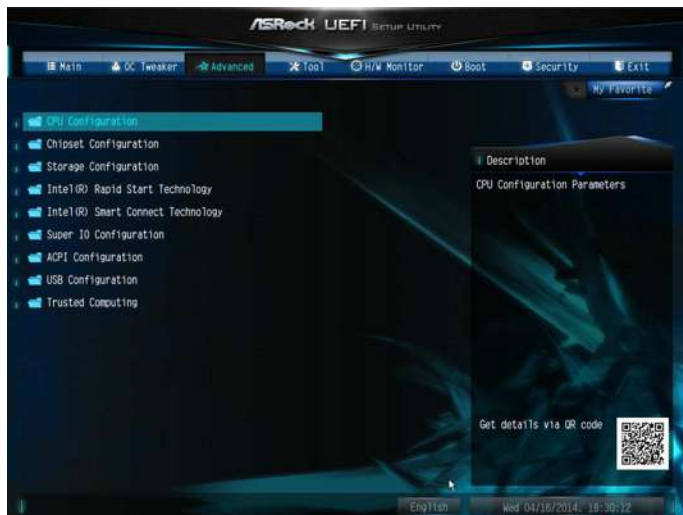 ASRock UEFI SETUP UTILITY
Main OC Tweaker Advanced Tool H/W Monitor Boot Security Exit
My Favorite
CPU Configuration
Chipset Configuration
Storage Configuration
Intel(R) Rapid Start Technology
Intel(R) Smart Connect Technology
Super IO Configuration
ACPI Configuration
USB Configuration
Trusted Computing
Description
CPU Configuration Parameters
Get details via QR code
English Wed 04/16/2014. 18:30:12